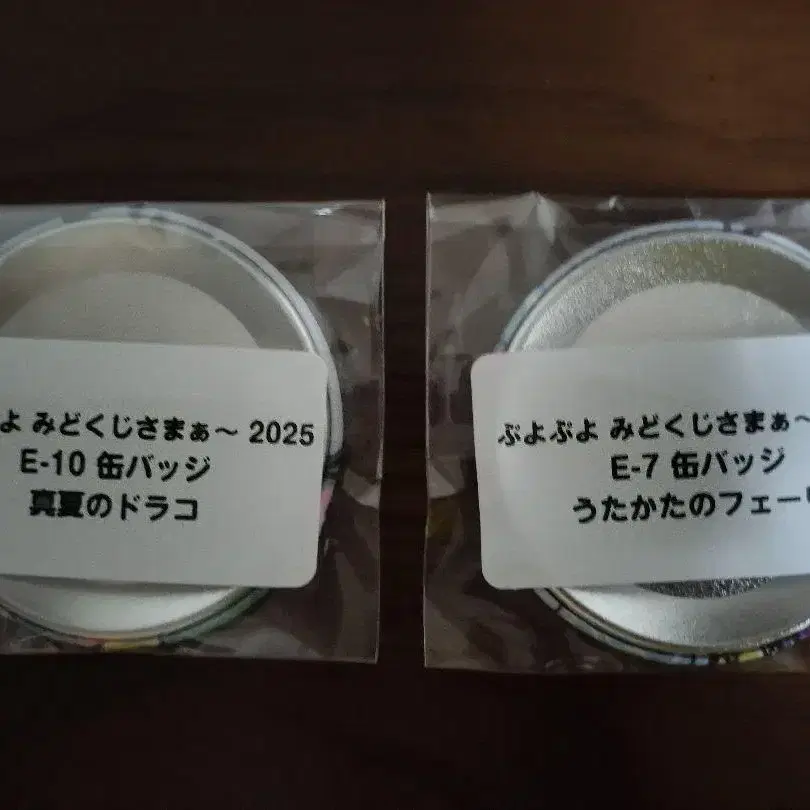 よ みどくじさまぁ～ 2025
E-10 缶バッジ
真夏のドラコ
ぷよぷよ みどくじさまぁ～
E-7 缶バッジ
うたかたのフェー